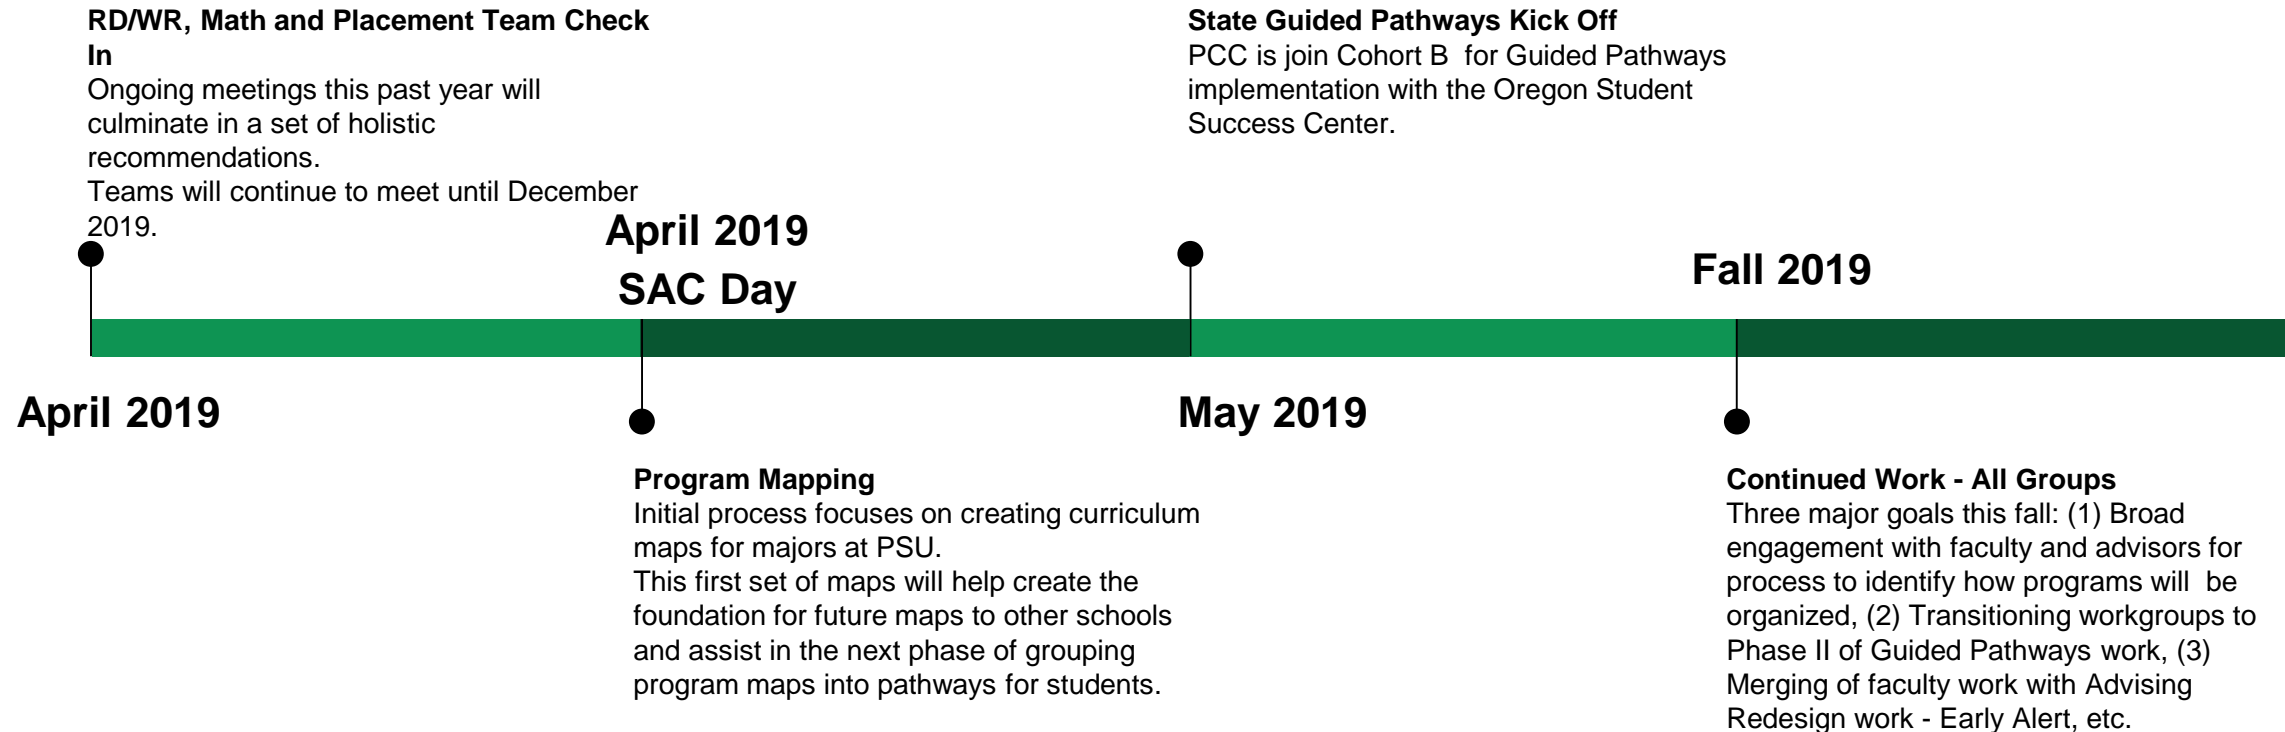 RD/WR, Math and Placement Team Check
In
Ongoing meetings this past year will
culminate in a set of holistic
recommendations.
Teams will continue to meet until December
2019.
April 2019
April 2019
SAC Day
Program Mapping
Initial process focuses on creating curriculum
maps for majors at PSU.
This first set of maps will help create the
foundation for future maps to other schools
and assist in the next phase of grouping
program maps into pathways for students.
State Guided Pathways Kick Off
PCC is join Cohort B  for Guided Pathways
implementation with the Oregon Student
Success Center.
May 2019
Fall 2019
Continued Work - All Groups
Three major goals this fall: (1) Broad
engagement with faculty and advisors for
process to identify how programs will  be
organized, (2) Transitioning workgroups to
Phase II of Guided Pathways work, (3)
Merging of faculty work with Advising
Redesign work - Early Alert, etc.